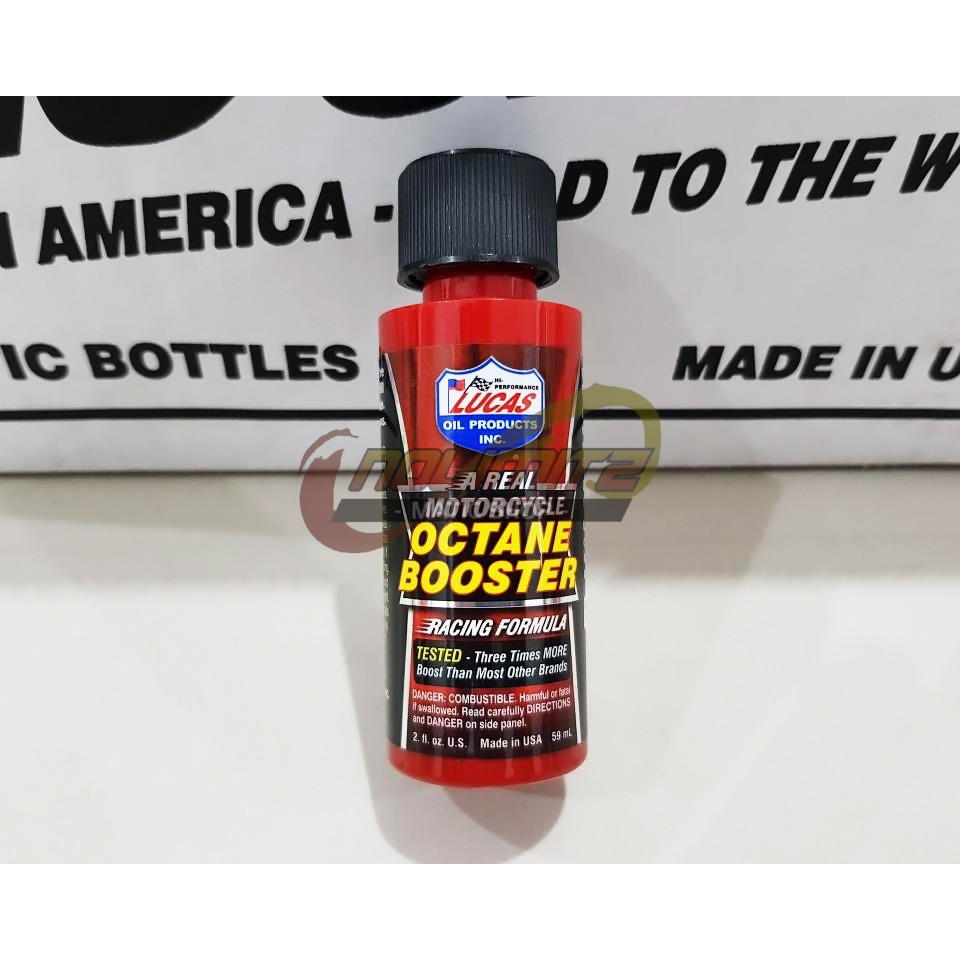 N AMERICA - D TO THE W
TIC BOTTLES MADE IN U
HI-
PERFORMANCE
LUCAS
OIL PRODUCTS
INC.
®
A REAL
MOTORCYCLE
OCTANE
BOOSTER
RACING FORMULA
TESTED - Three Times MORE
Boost Than Most Other Brands
DANGER: COMBUSTIBLE. Harmful or fatal
if swallowed. Read carefully DIRECTIONS
and DANGER on side panel.
2. fl. oz. U.S. Made in USA 59 mL